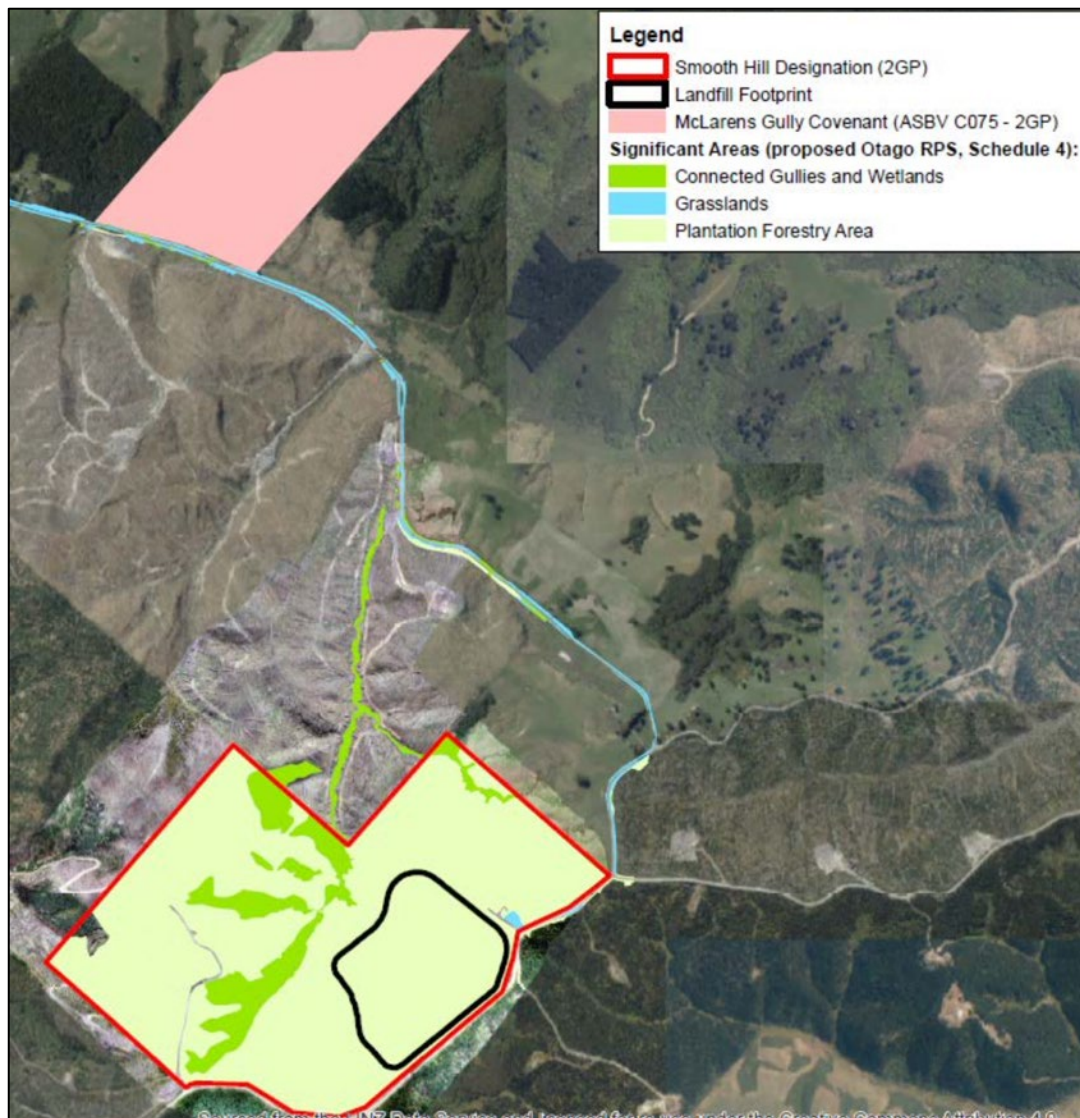 Legend
Smooth Hill Designation (2GP)
Landfill Footprint
McLarens Gully Covenant (ASBV C075 - 2GP)
Significant Areas (proposed Otago RPS, Schedule 4):
Connected Gullies and Wetlands
Grasslands
Plantation Forestry Area